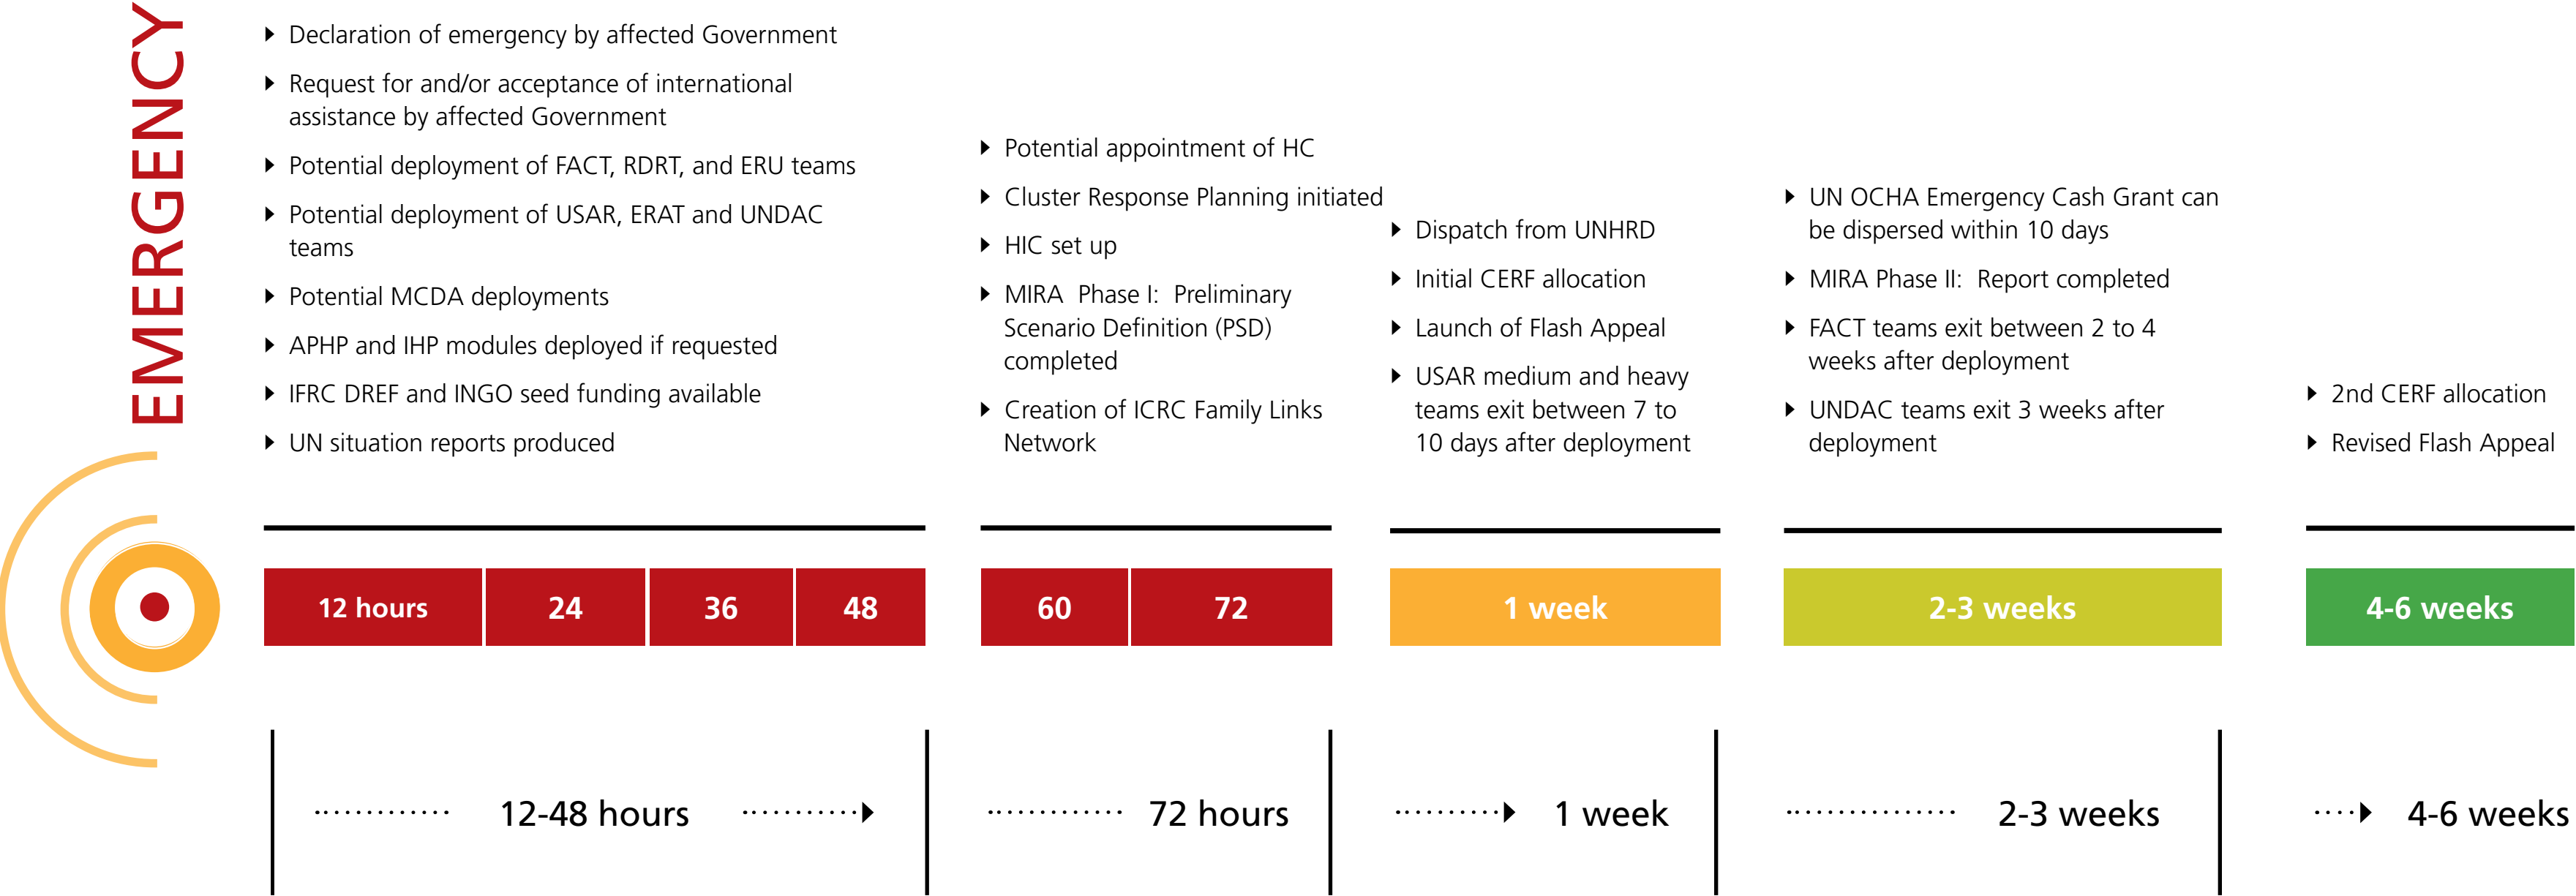 EMERGENCY
Declaration of emergency by affected Government
Request for and/or acceptance of international
assistance by affected Government
Potential deployment of FACT, RDRT, and ERU teams
Potential deployment of USAR, ERAT and UNDAC
teams
Potential MCDA deployments
APHP and IHP modules deployed if requested
IFRC DREF and INGO seed funding available
UN situation reports produced
Potential appointment of HC
Cluster Response Planning initiated
HIC set up
MIRA Phase I: Preliminary
Scenario Definition (PSD)
completed
Creation of ICRC Family Links
Network
Dispatch from UNHRD
Initial CERF allocation
Launch of Flash Appeal
USAR medium and heavy
teams exit between 7 to
10 days after deployment
UN OCHA Emergency Cash Grant can
be dispersed within 10 days
MIRA Phase II: Report completed
FACT teams exit between 2 to 4
weeks after deployment
UNDAC teams exit 3 weeks after
deployment
2nd CERF allocation
Revised Flash Appeal
12 hours 24 36 48 60 72 1 week 2-3 weeks 4-6 weeks
12-48 hours 72 hours 1 week 2-3 weeks 4-6 weeks